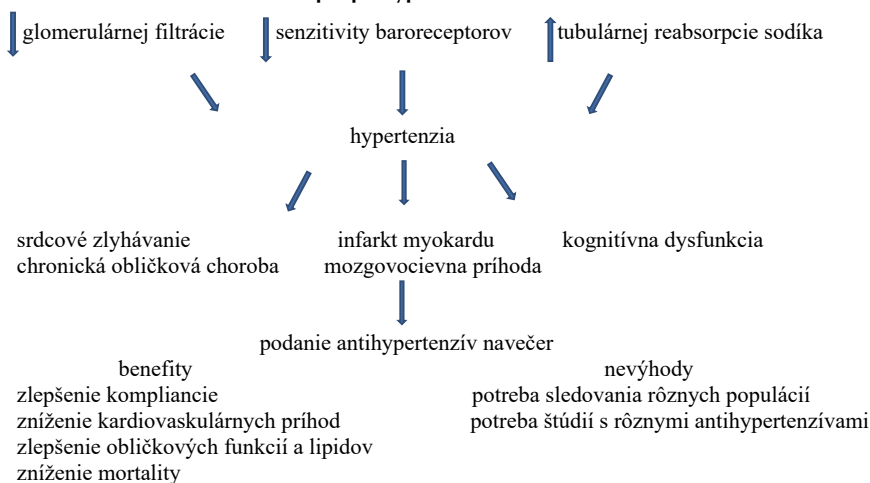 glomerulárnej filtrácie senzitivity baroreceptorov tubulárnej reabsorpcie sodíka
hypertenzia
srdcové zlyhávanie infarkt myokardu kognitívna dysfunkcia
chronická obličková choroba mozgovocievna príhoda
podanie antihypertenzív navečer
benefity nevýhody
zlepšenie kompliancie potreba sledovania rôznych populácií
zníženie kardiovaskulárnych príhod potreba štúdií s rôznymi antihypertenzívami
zlepšenie obličkových funkcií a lipidov
zníženie mortality